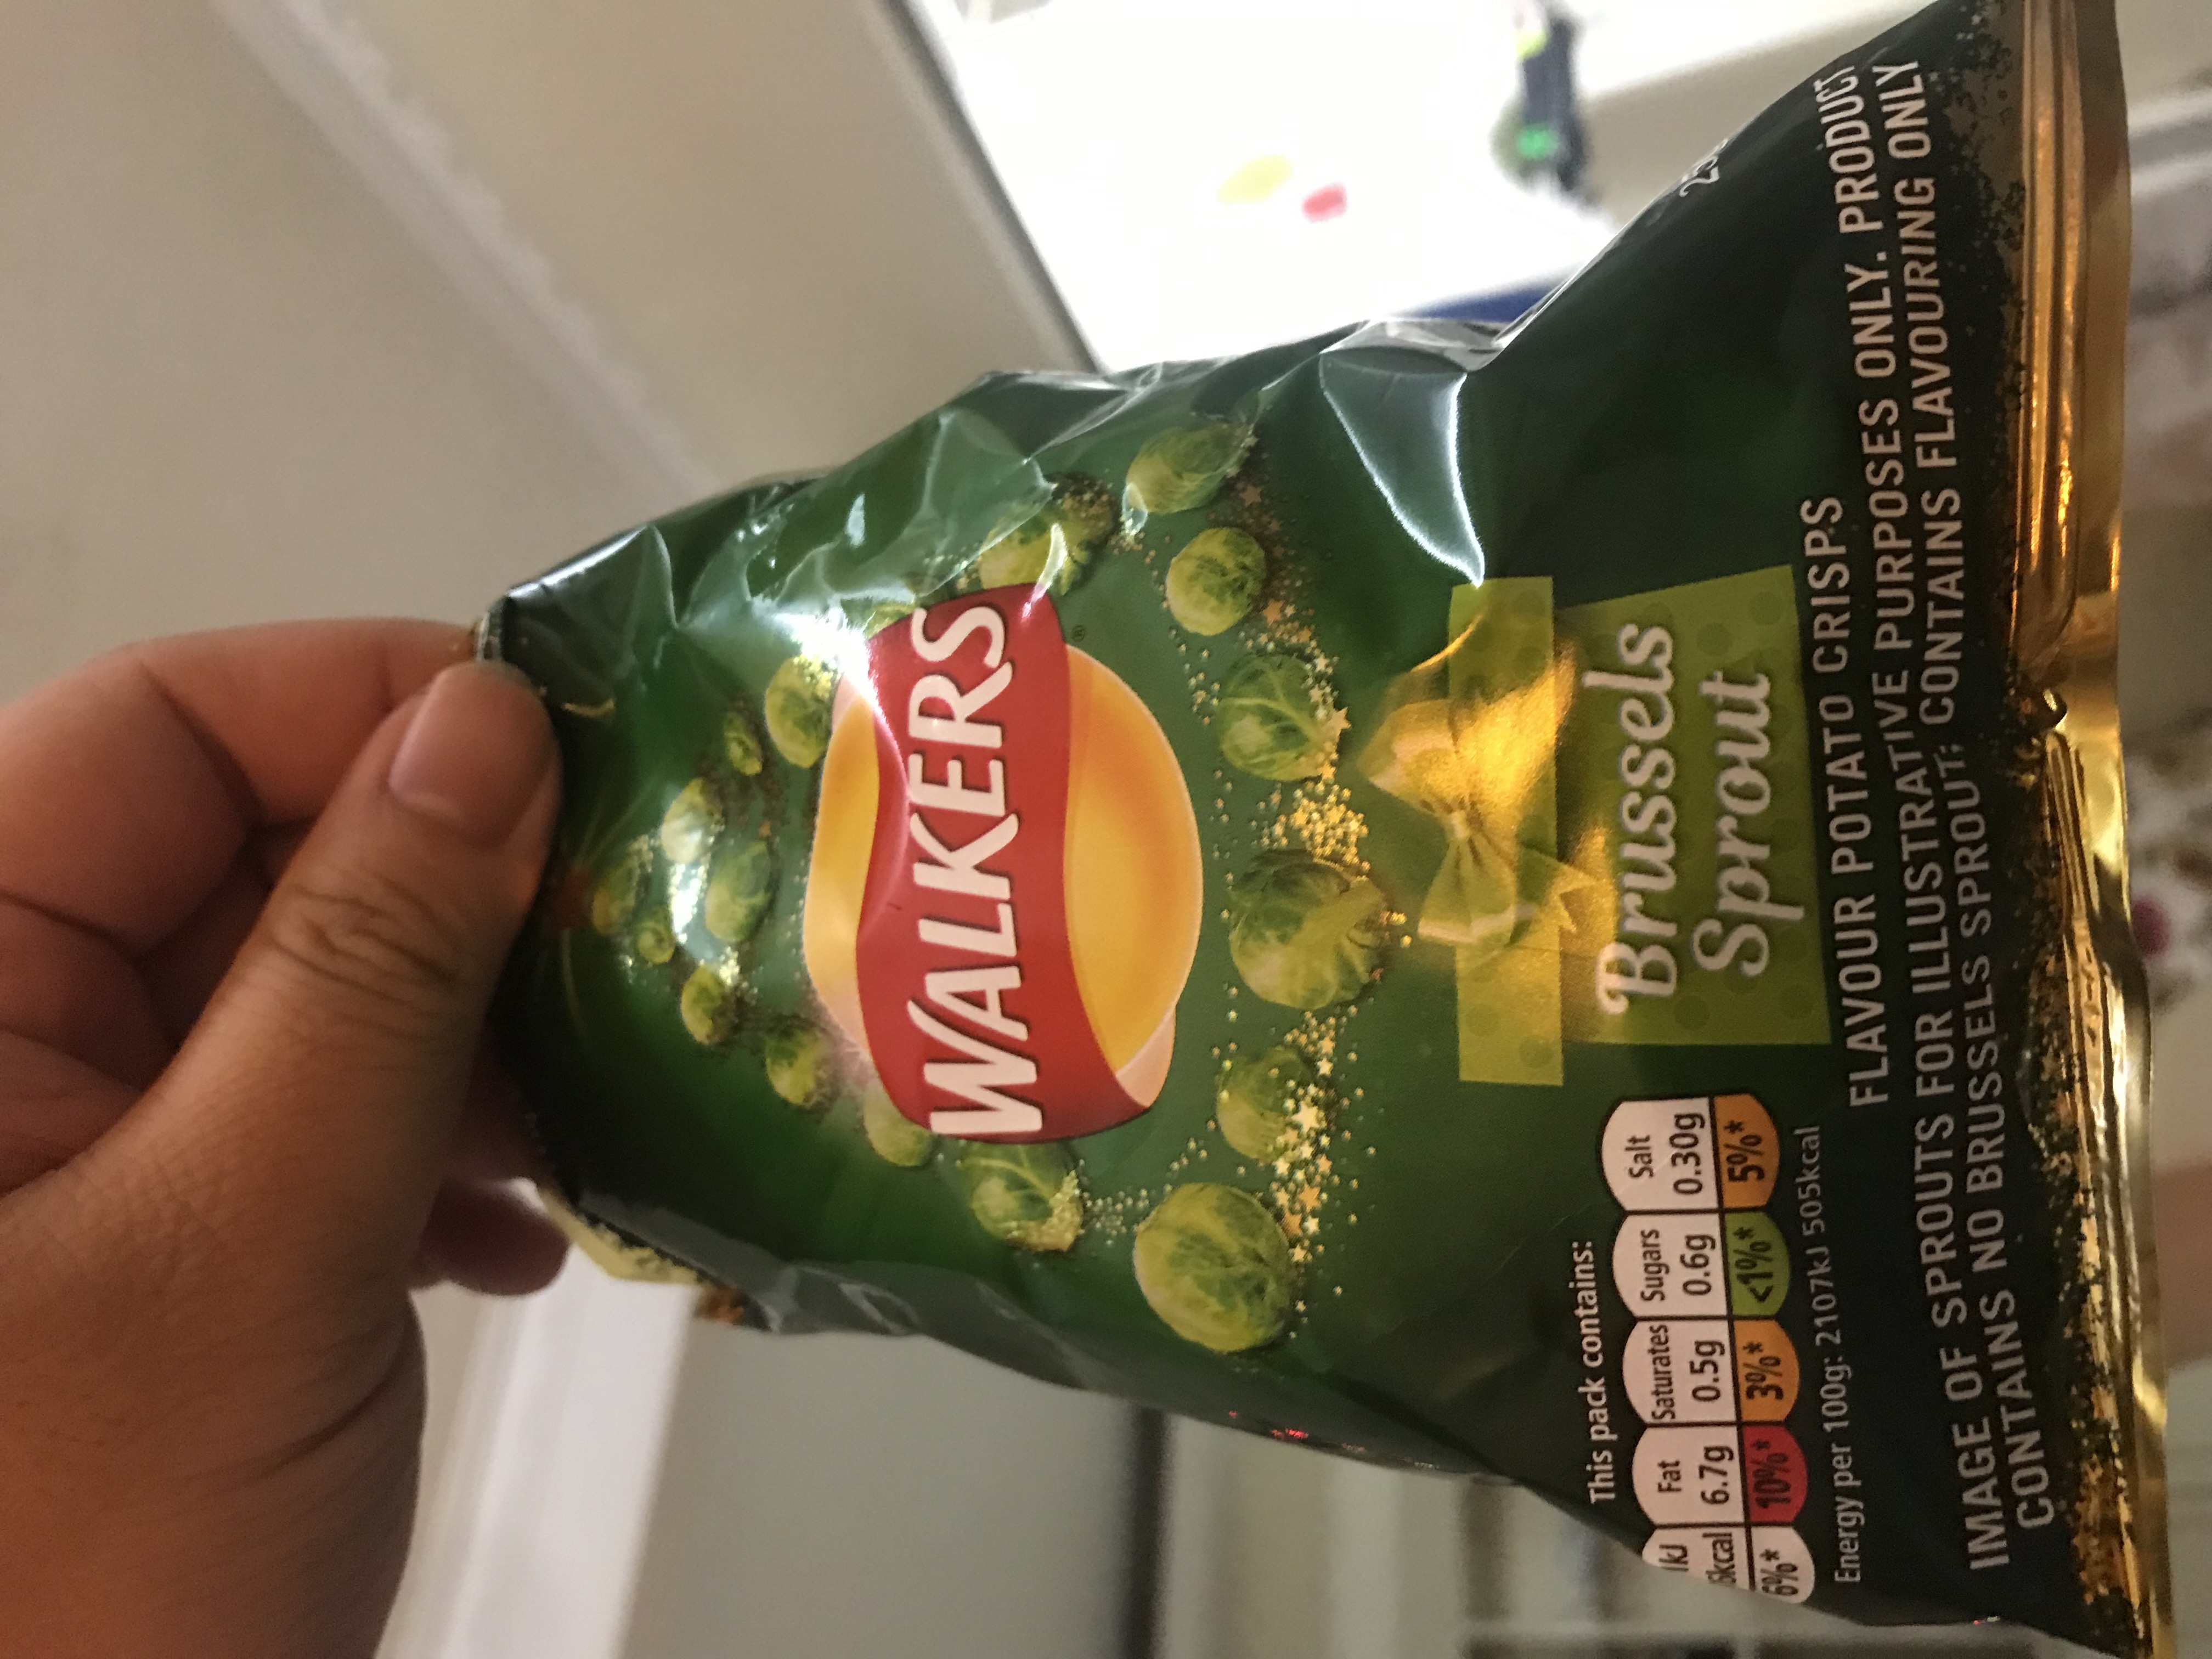 WALKERS
®
This pack contains:
kJ Fat Saturates Sugars Salt
kcal 6.7g 0.5g 0.6g 0.30g
6%* 10%* 3%* <1%* 5%*
Energy per 100g: 2107kJ 505kcal
Brussels
Sprout
FLAVOUR POTATO CRISPS
IMAGE OF SPROUTS FOR ILLUSTRATIVE PURPOSES ONLY. PRODUCT
CONTAINS NO BRUSSELS SPROUT; CONTAINS FLAVOURING ONLY